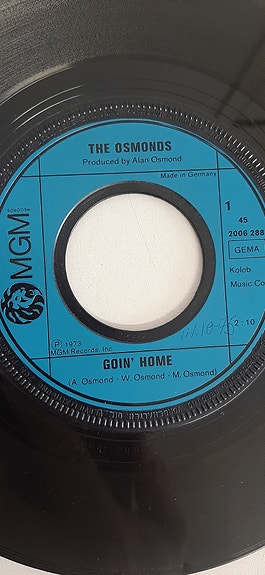 THE OSMONDS
Produced by Alan Osmond
Made in Germany
MGM
RECORDS
1
45
2006 288
GEMA
Kolob
Music.Co
2:10
Ⓟ 1973
MGM Records, Inc.
GOIN' HOME
(A. Osmond - W. Osmond - M. Osmond)